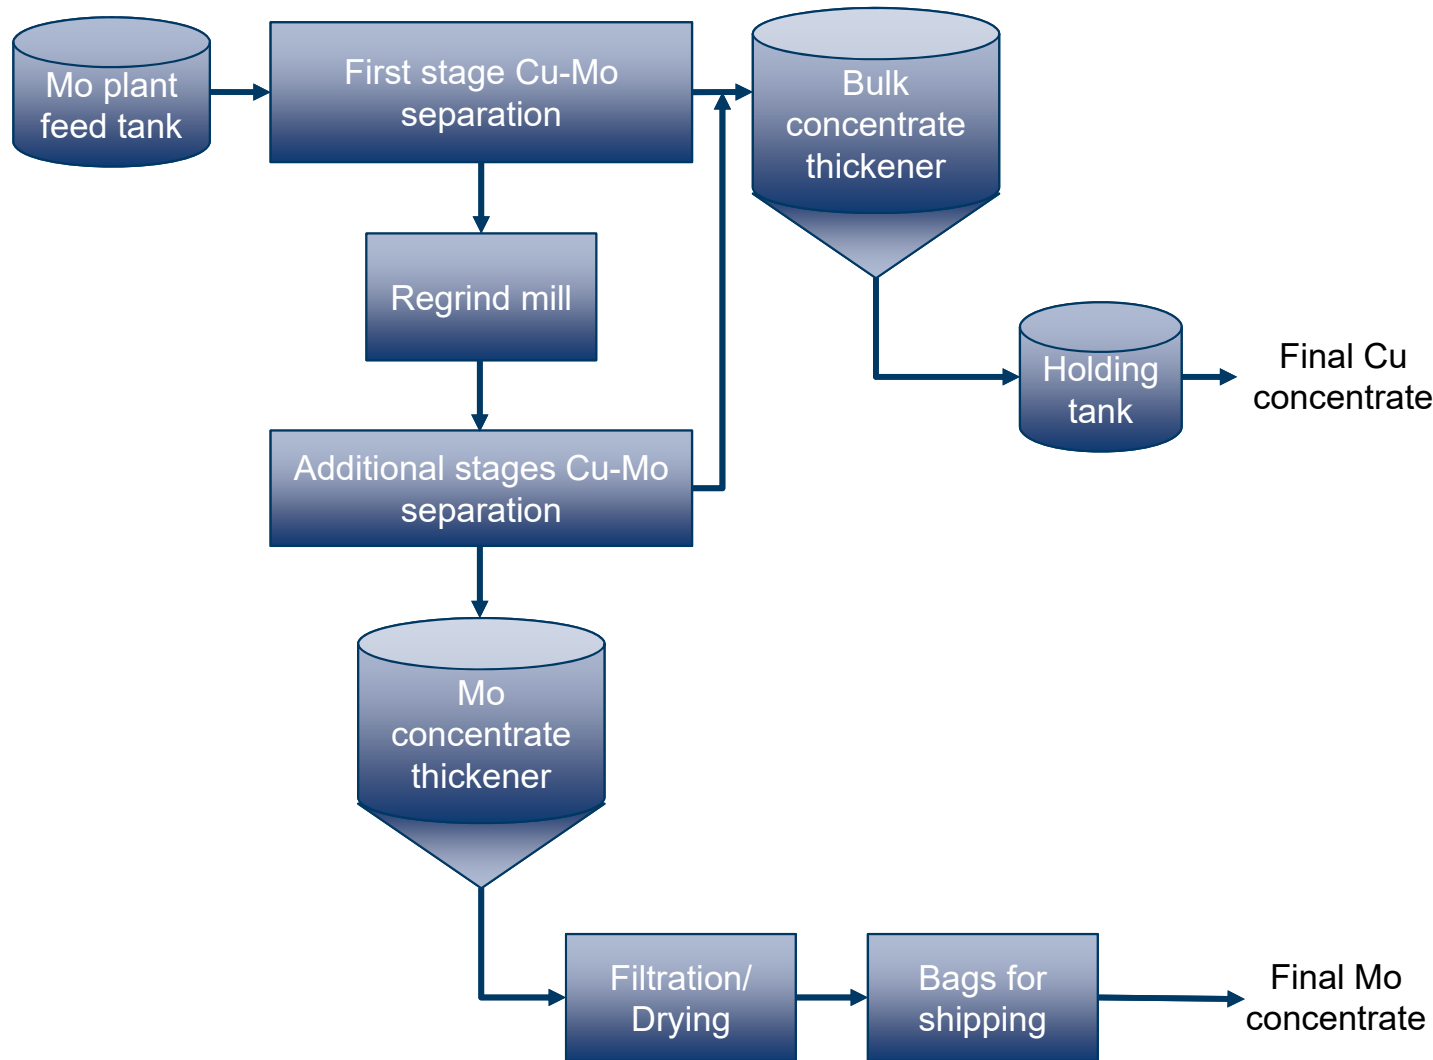 Mo plant
feed tank
First stage Cu-Mo
separation
Bulk
concentrate
thickener
Regrind mill
Holding
tank
Final Cu
concentrate
Additional stages Cu-Mo
separation
Mo
concentrate
thickener
Filtration/
Drying
Bags for
shipping
Final Mo
concentrate